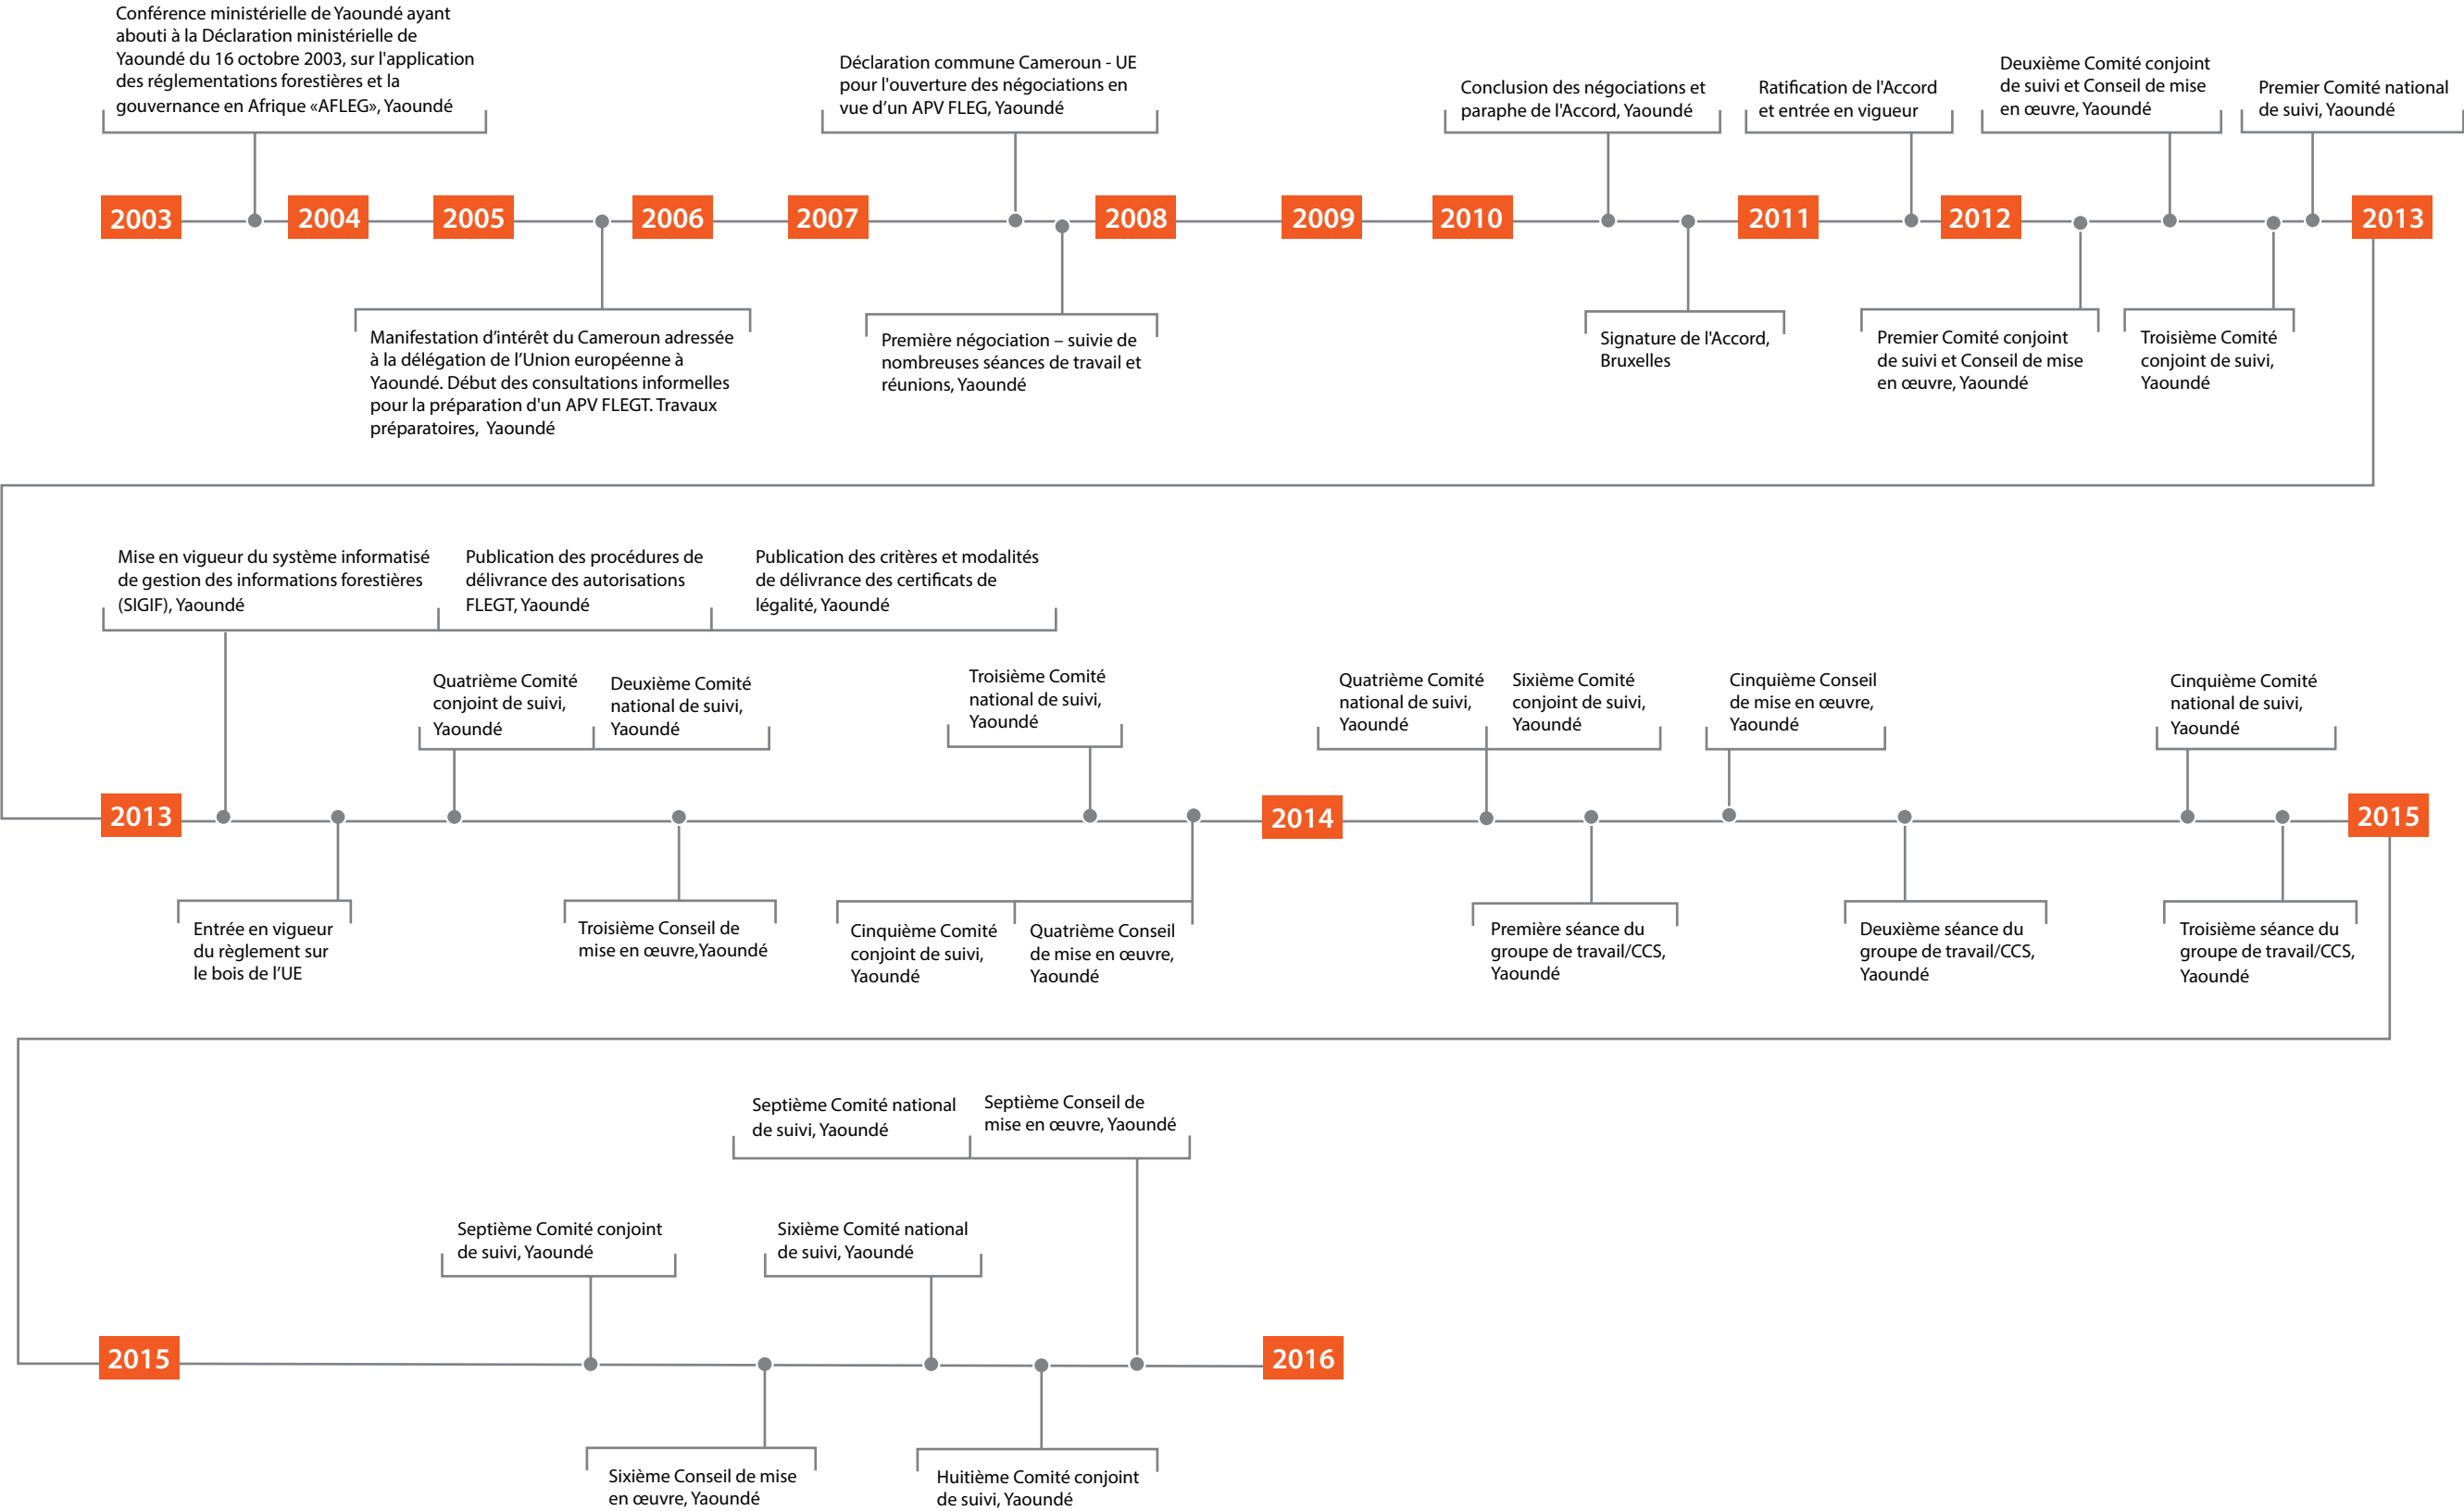 Conférence ministérielle de Yaoundé ayant
abouti à la Déclaration ministérielle de
Yaoundé du 16 octobre 2003, sur l'application
des réglementations forestières et la
gouvernance en Afrique «AFLEG», Yaoundé
Déclaration commune Cameroun - UE
pour l'ouverture des négociations en
vue d’un APV FLEG, Yaoundé
Conclusion des négociations et
paraphe de l'Accord, Yaoundé
Ratification de l'Accord
et entrée en vigueur
Deuxième Comité conjoint
de suivi et Conseil de mise
en œuvre, Yaoundé
Premier Comité national
de suivi, Yaoundé
2003
2004
2005
2006
2007
2008
2009
2010
2011
2012
2013
Manifestation d’intérêt du Cameroun adressée
à la délégation de l’Union européenne à
Yaoundé. Début des consultations informelles
pour la préparation d'un APV FLEGT. Travaux
préparatoires, Yaoundé
Première négociation – suivie de
nombreuses séances de travail et
réunions, Yaoundé
Signature de l'Accord,
Bruxelles
Premier Comité conjoint
de suivi et Conseil de mise
en œuvre, Yaoundé
Troisième Comité
conjoint de suivi,
Yaoundé
Mise en vigueur du système informatisé
de gestion des informations forestières
(SIGIF), Yaoundé
Publication des procédures de
délivrance des autorisations
FLEGT, Yaoundé
Publication des critères et modalités
de délivrance des certificats de
légalité, Yaoundé
Quatrième Comité
conjoint de suivi,
Yaoundé
Deuxième Comité
national de suivi,
Yaoundé
Troisième Comité
national de suivi,
Yaoundé
Quatrième Comité
national de suivi,
Yaoundé
Sixième Comité
conjoint de suivi,
Yaoundé
Cinquième Conseil
de mise en œuvre,
Yaoundé
Cinquième Comité
national de suivi,
Yaoundé
2013
2014
2015
Entrée en vigueur
du règlement sur
le bois de l’UE
Troisième Conseil de
mise en œuvre,Yaoundé
Cinquième Comité
conjoint de suivi,
Yaoundé
Quatrième Conseil
de mise en œuvre,
Yaoundé
Première séance du
groupe de travail/CCS,
Yaoundé
Deuxième séance du
groupe de travail/CCS,
Yaoundé
Troisième séance du
groupe de travail/CCS,
Yaoundé
Septième Comité national
de suivi, Yaoundé
Septième Conseil de
mise en œuvre, Yaoundé
Septième Comité conjoint
de suivi, Yaoundé
Sixième Comité national
de suivi, Yaoundé
2015
2016
Sixième Conseil de mise
en œuvre, Yaoundé
Huitième Comité conjoint
de suivi, Yaoundé